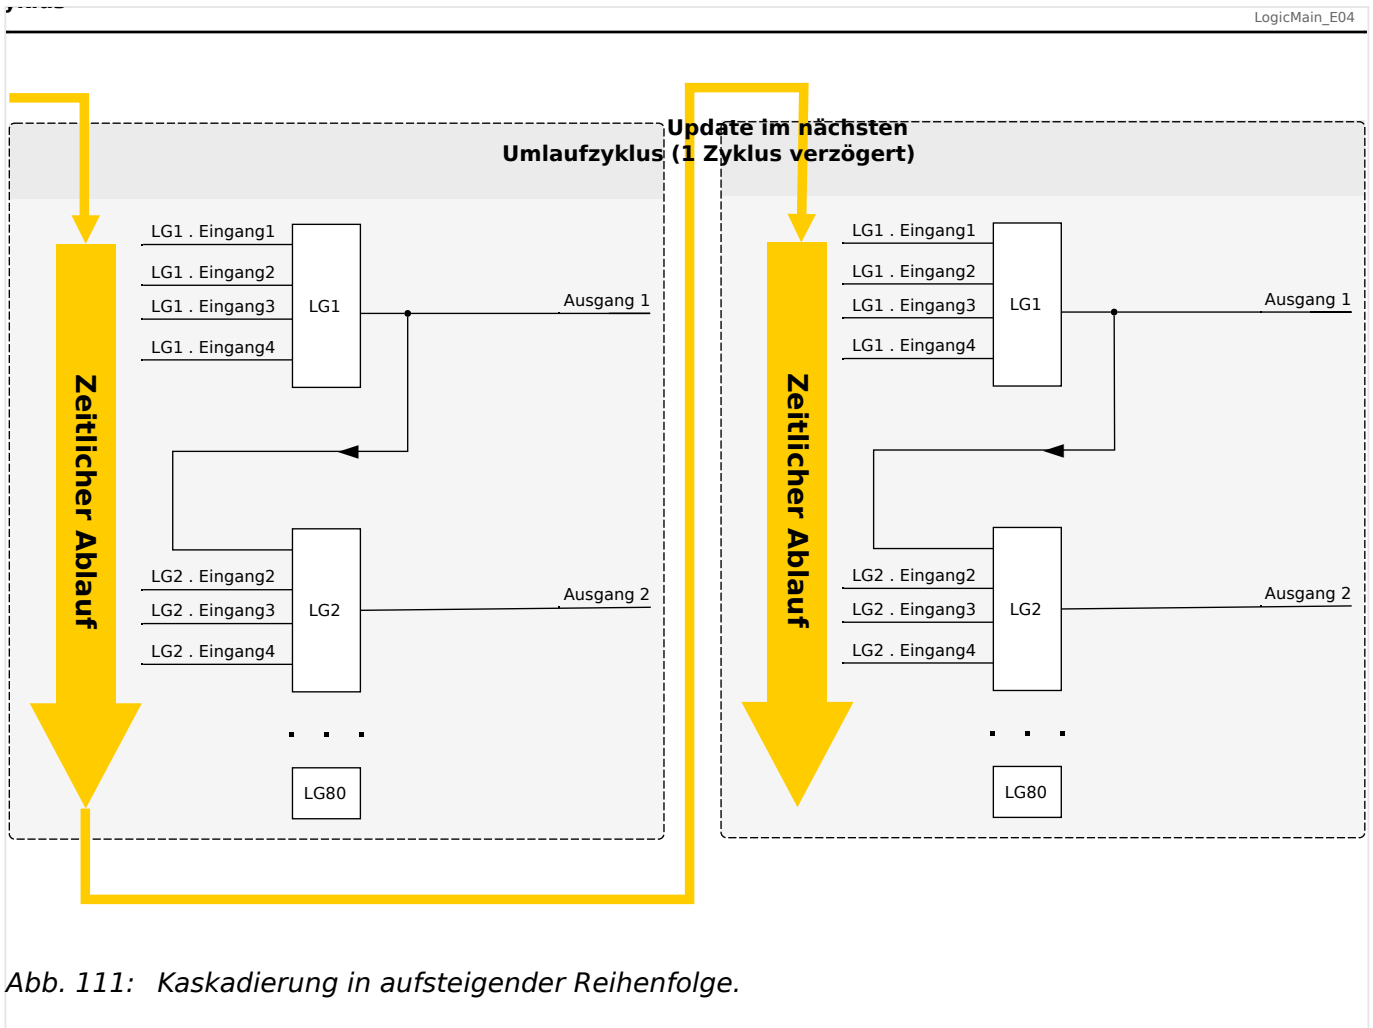 LogicMain_E04
Update im nächsten
Umlaufzyklus (1 Zyklus verzögert)
LG1 . Eingang1
LG1 . Eingang2
LG1 . Eingang3
LG1 . Eingang4
LG1
Ausgang 1
Zeitlicher Ablauf
LG2 . Eingang2
LG2 . Eingang3
LG2 . Eingang4
LG2
Ausgang 2
. . .
LG80
LG1 . Eingang1
LG1 . Eingang2
LG1 . Eingang3
LG1 . Eingang4
LG1
Ausgang 1
Zeitlicher Ablauf
LG2 . Eingang2
LG2 . Eingang3
LG2 . Eingang4
LG2
Ausgang 2
. . .
LG80
Abb. 111: Kaskadierung in aufsteigender Reihenfolge.